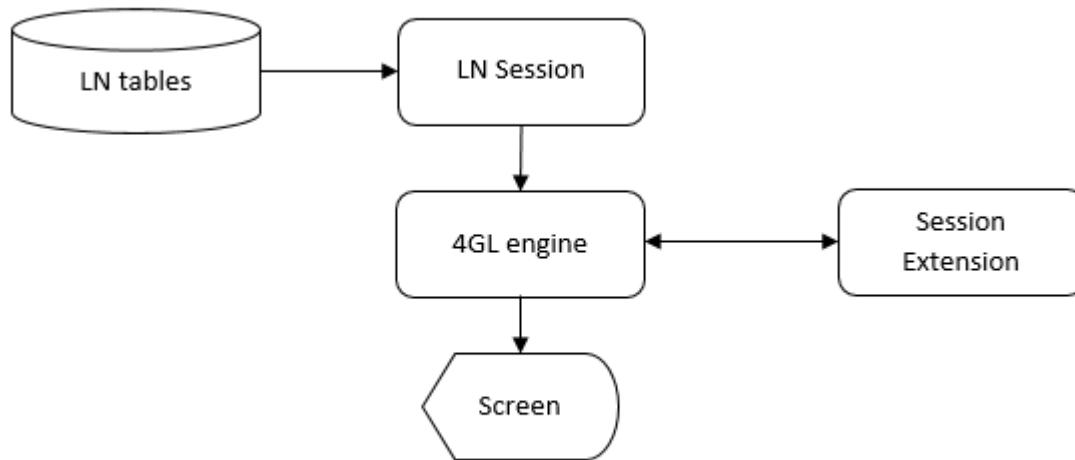 LN tables
LN Session
4GL engine
Session
Extension
Screen